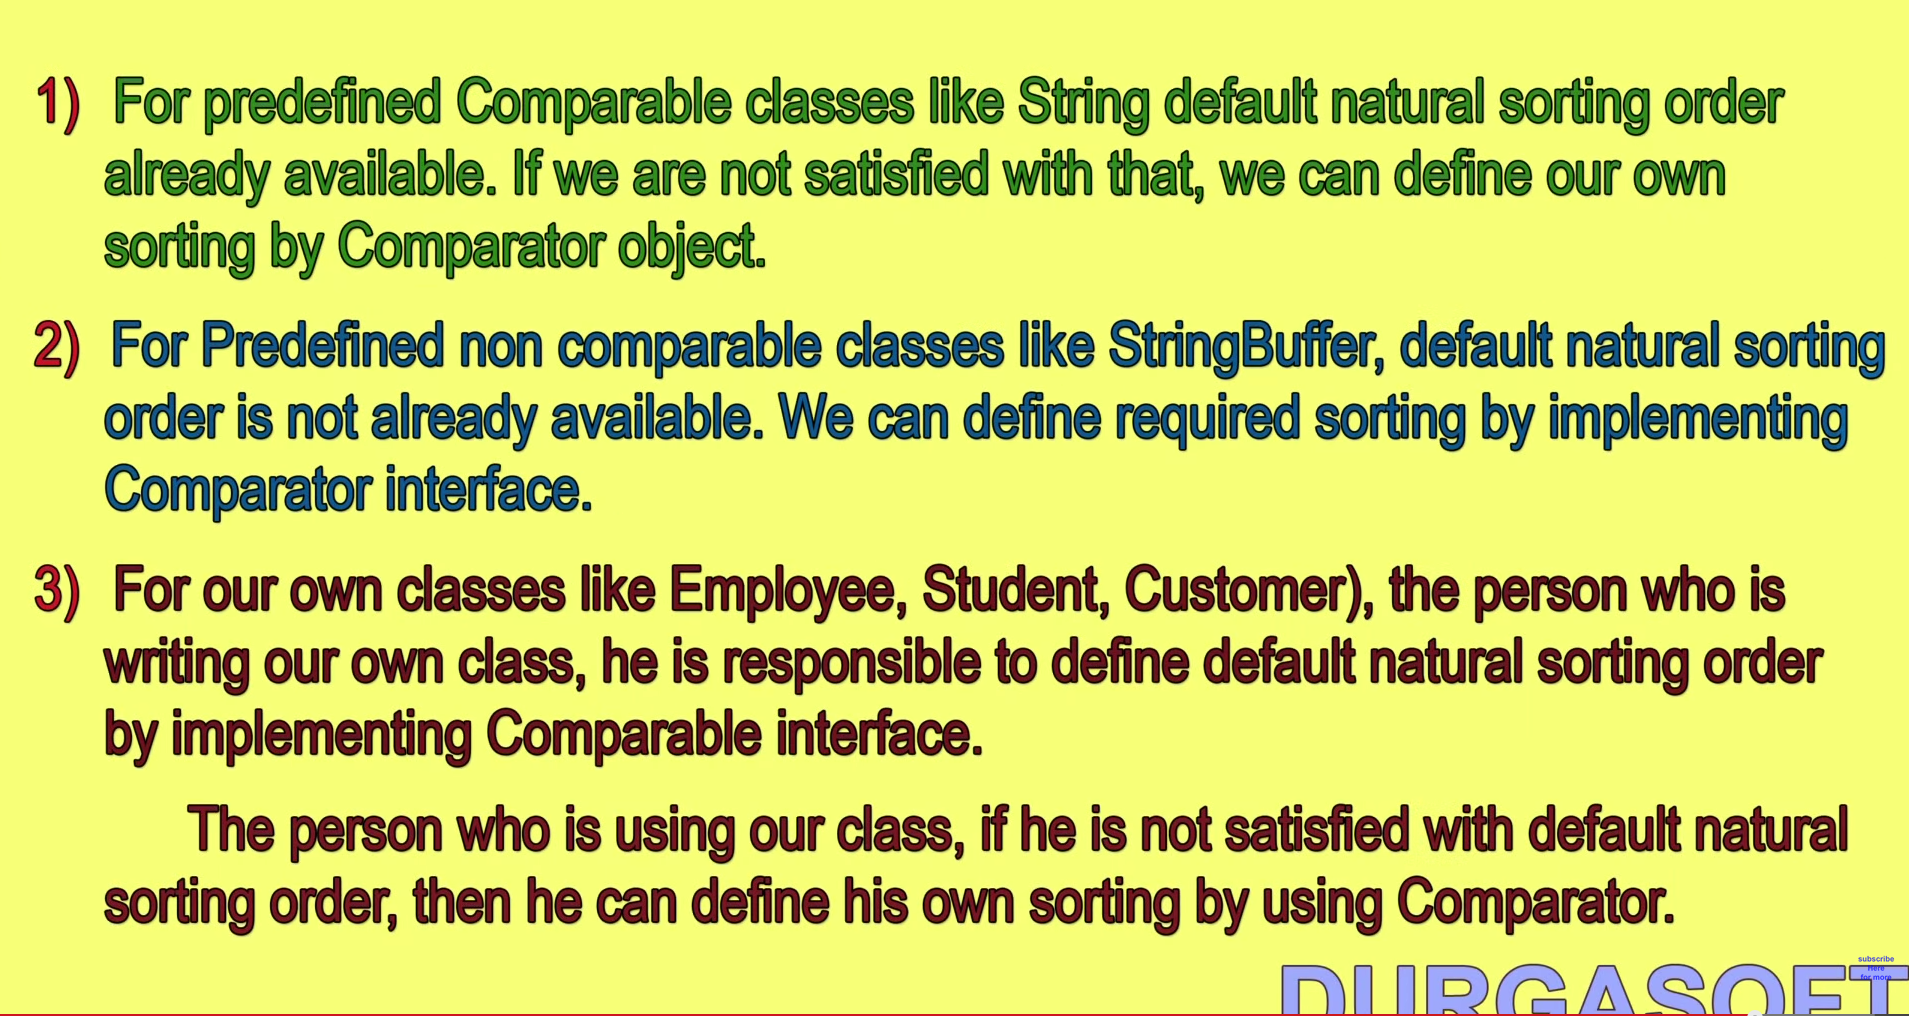 1) For predefined Comparable classes like String default natural sorting order
already available. If we are not satisfied with that, we can define our own
sorting by Comparator object.
2) For Predefined non comparable classes like StringBuffer, default natural sorting
order is not already available. We can define required sorting by implementing
Comparator interface.
3) For our own classes like Employee, Student, Customer), the person who is
writing our own class, he is responsible to define default natural sorting order
by implementing Comparable interface.
The person who is using our class, if he is not satisfied with default natural
sorting order, then he can define his own sorting by using Comparator.
subscribe
Here
for more
DURGASOFT